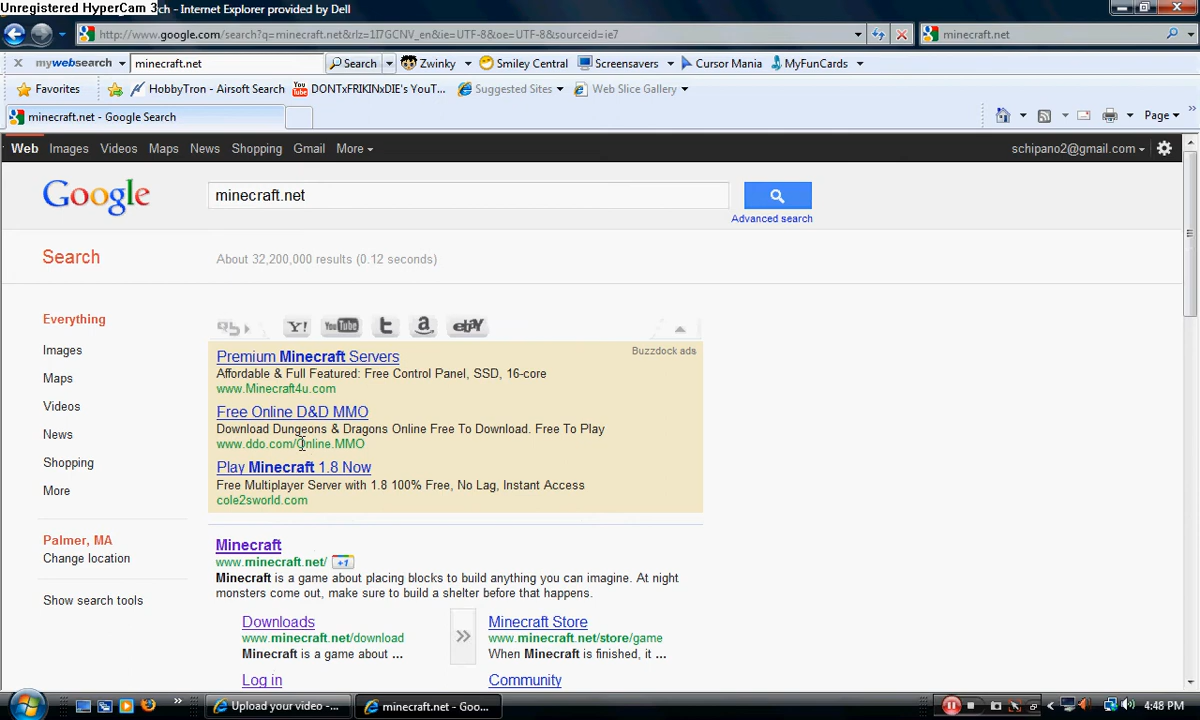 Unregistered HyperCam 3
ch - Internet Explorer provided by Dell
http://www.google.com/search?q=minecraft.net&rlz=1I7GCNV_en&ie=UTF-8&oe=UTF-8&sourceid=ie7
minecraft.net
mywebsearch
minecraft.net
Search
Zwinky
Smiley Central
Screensavers
Cursor Mania
MyFunCards
Favorites
HobbyTron - Airsoft Search
DONTxFRIKINxDIE's YouT...
Suggested Sites
Web Slice Gallery
minecraft.net - Google Search
Page
Web Images Videos Maps News Shopping Gmail More
schipano2@gmail.com
Google
minecraft.net
Advanced search
Search
About 32,200,000 results (0.12 seconds)
Everything
Images
Maps
Videos
News
Shopping
More
Palmer, MA
Change location
Show search tools
Y! YouTube t a ebay
Buzzdock ads
Premium Minecraft Servers
Affordable & Full Featured: Free Control Panel, SSD, 16-core
www.Minecraft4u.com
Free Online D&D MMO
Download Dungeons & Dragons Online Free To Download. Free To Play
www.ddo.com/Online.MMO
Play Minecraft 1.8 Now
Free Multiplayer Server with 1.8 100% Free, No Lag, Instant Access
cole2sworld.com
Minecraft
www.minecraft.net/
+1
Minecraft is a game about placing blocks to build anything you can imagine. At night
monsters come out, make sure to build a shelter before that happens.
Downloads
www.minecraft.net/download
Minecraft is a game about ...
Log in
Minecraft Store
www.minecraft.net/store/game
When Minecraft is finished, it ...
Community
Upload your video -...
minecraft.net - Goo...
4:48 PM